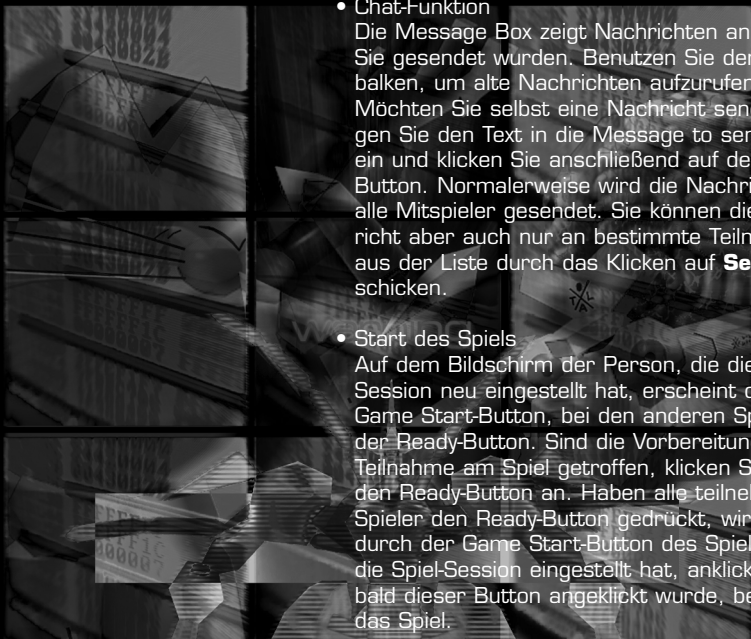 • Chat-Funktion
Die Message Box zeigt Nachrichten an
Sie gesendet wurden. Benutzen Sie den
balken, um alte Nachrichten aufzurufen
Möchten Sie selbst eine Nachricht sen
gen Sie den Text in die Message to sen
ein und klicken Sie anschließend auf de
Button. Normalerweise wird die Nachri
alle Mitspieler gesendet. Sie können die
richt aber auch nur an bestimmte Teiln
aus der Liste durch das Klicken auf Se
schicken.
• Start des Spiels
Auf dem Bildschirm der Person, die die
Session neu eingestellt hat, erscheint d
Game Start-Button, bei den anderen Sp
der Ready-Button. Sind die Vorbereitun
Teilnahme am Spiel getroffen, klicken S
den Ready-Button an. Haben alle teilneh
Spieler den Ready-Button gedrückt, wir
durch der Game Start-Button des Spiel
die Spiel-Session eingestellt hat, anklick
bald dieser Button angeklickt wurde, be
das Spiel.